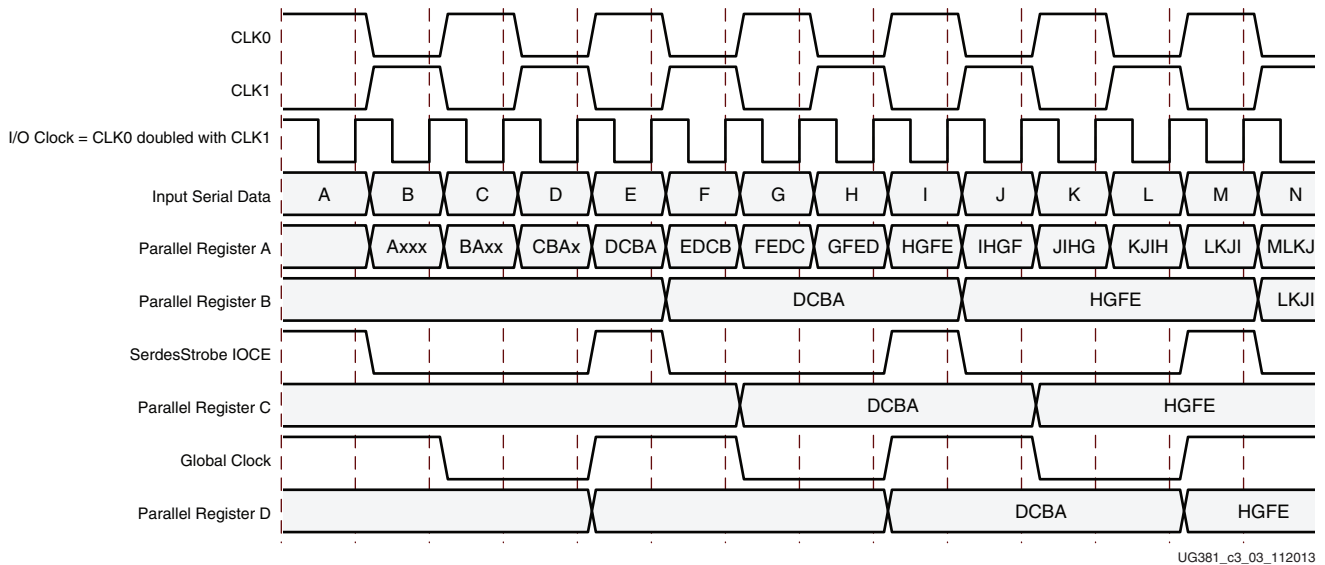 CLK0
CLK1
I/O Clock = CLK0 doubled with CLK1
Input Serial Data A B C D E F G H I J K L M N
Parallel Register A Axxx BAxx CBAx DCBA EDCB FEDC GFED HGFE IHGF JIHG KJIH LKJI MLKJ
Parallel Register B DCBA HGFE LKJI
SerdesStrobe IOCE
Parallel Register C DCBA HGFE
Global Clock
Parallel Register D DCBA HGFE
UG381_c3_03_112013